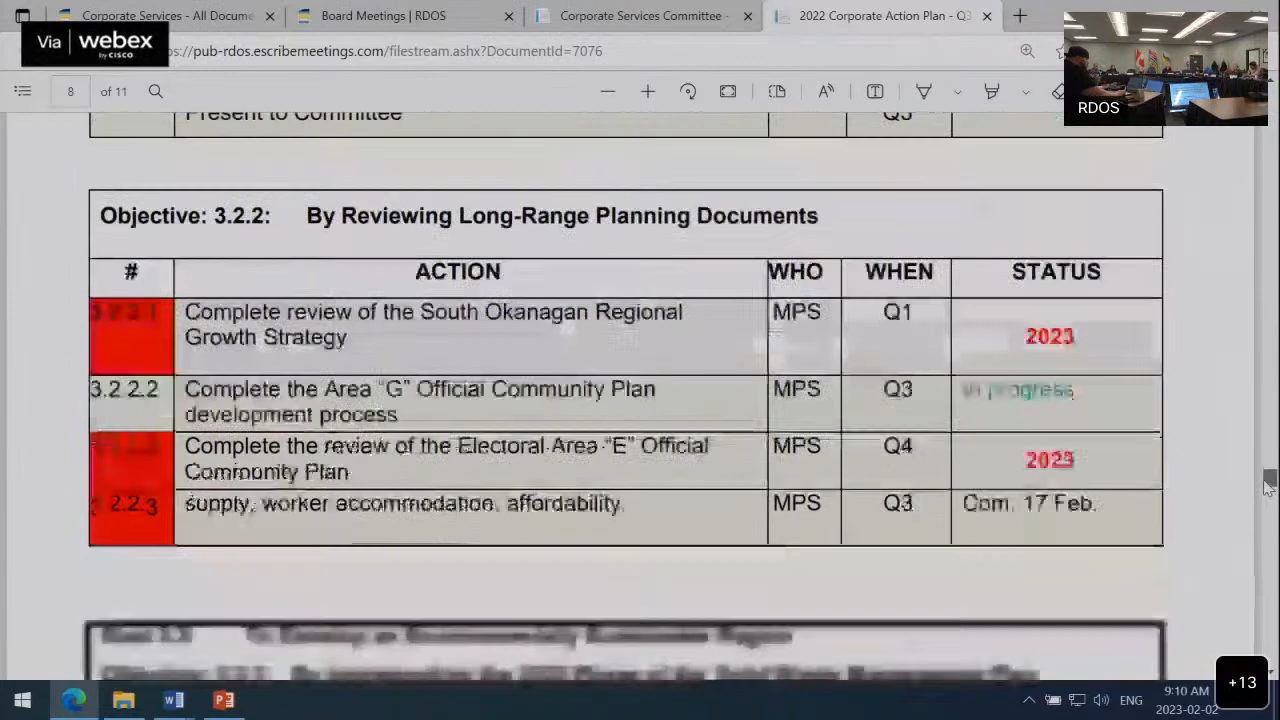 Corporate Services - All Docume
Board Meetings | RDOS
Corporate Services Committee -
2022 Corporate Action Plan - Q3
Via webex
by CISCO
s://pub-rdos.escribemeetings.com/filestream.ashx?DocumentId=7076
8 of 11
RDOS
Present to Committee
Objective: 3.2.2: By Reviewing Long-Range Planning Documents
# ACTION WHO WHEN STATUS
Complete review of the South Okanagan Regional MPS Q1
Growth Strategy 2023
3.2.2.2 Complete the Area “G” Official Community Plan MPS Q3 In progress
development process
Complete the review of the Electoral Area “E” Official MPS Q4
Community Plan 2023
2.2.3 supply, worker accommodation, affordability. MPS Q3 Com. 17 Feb.
ENG 9:10 AM
2023-02-02
+13